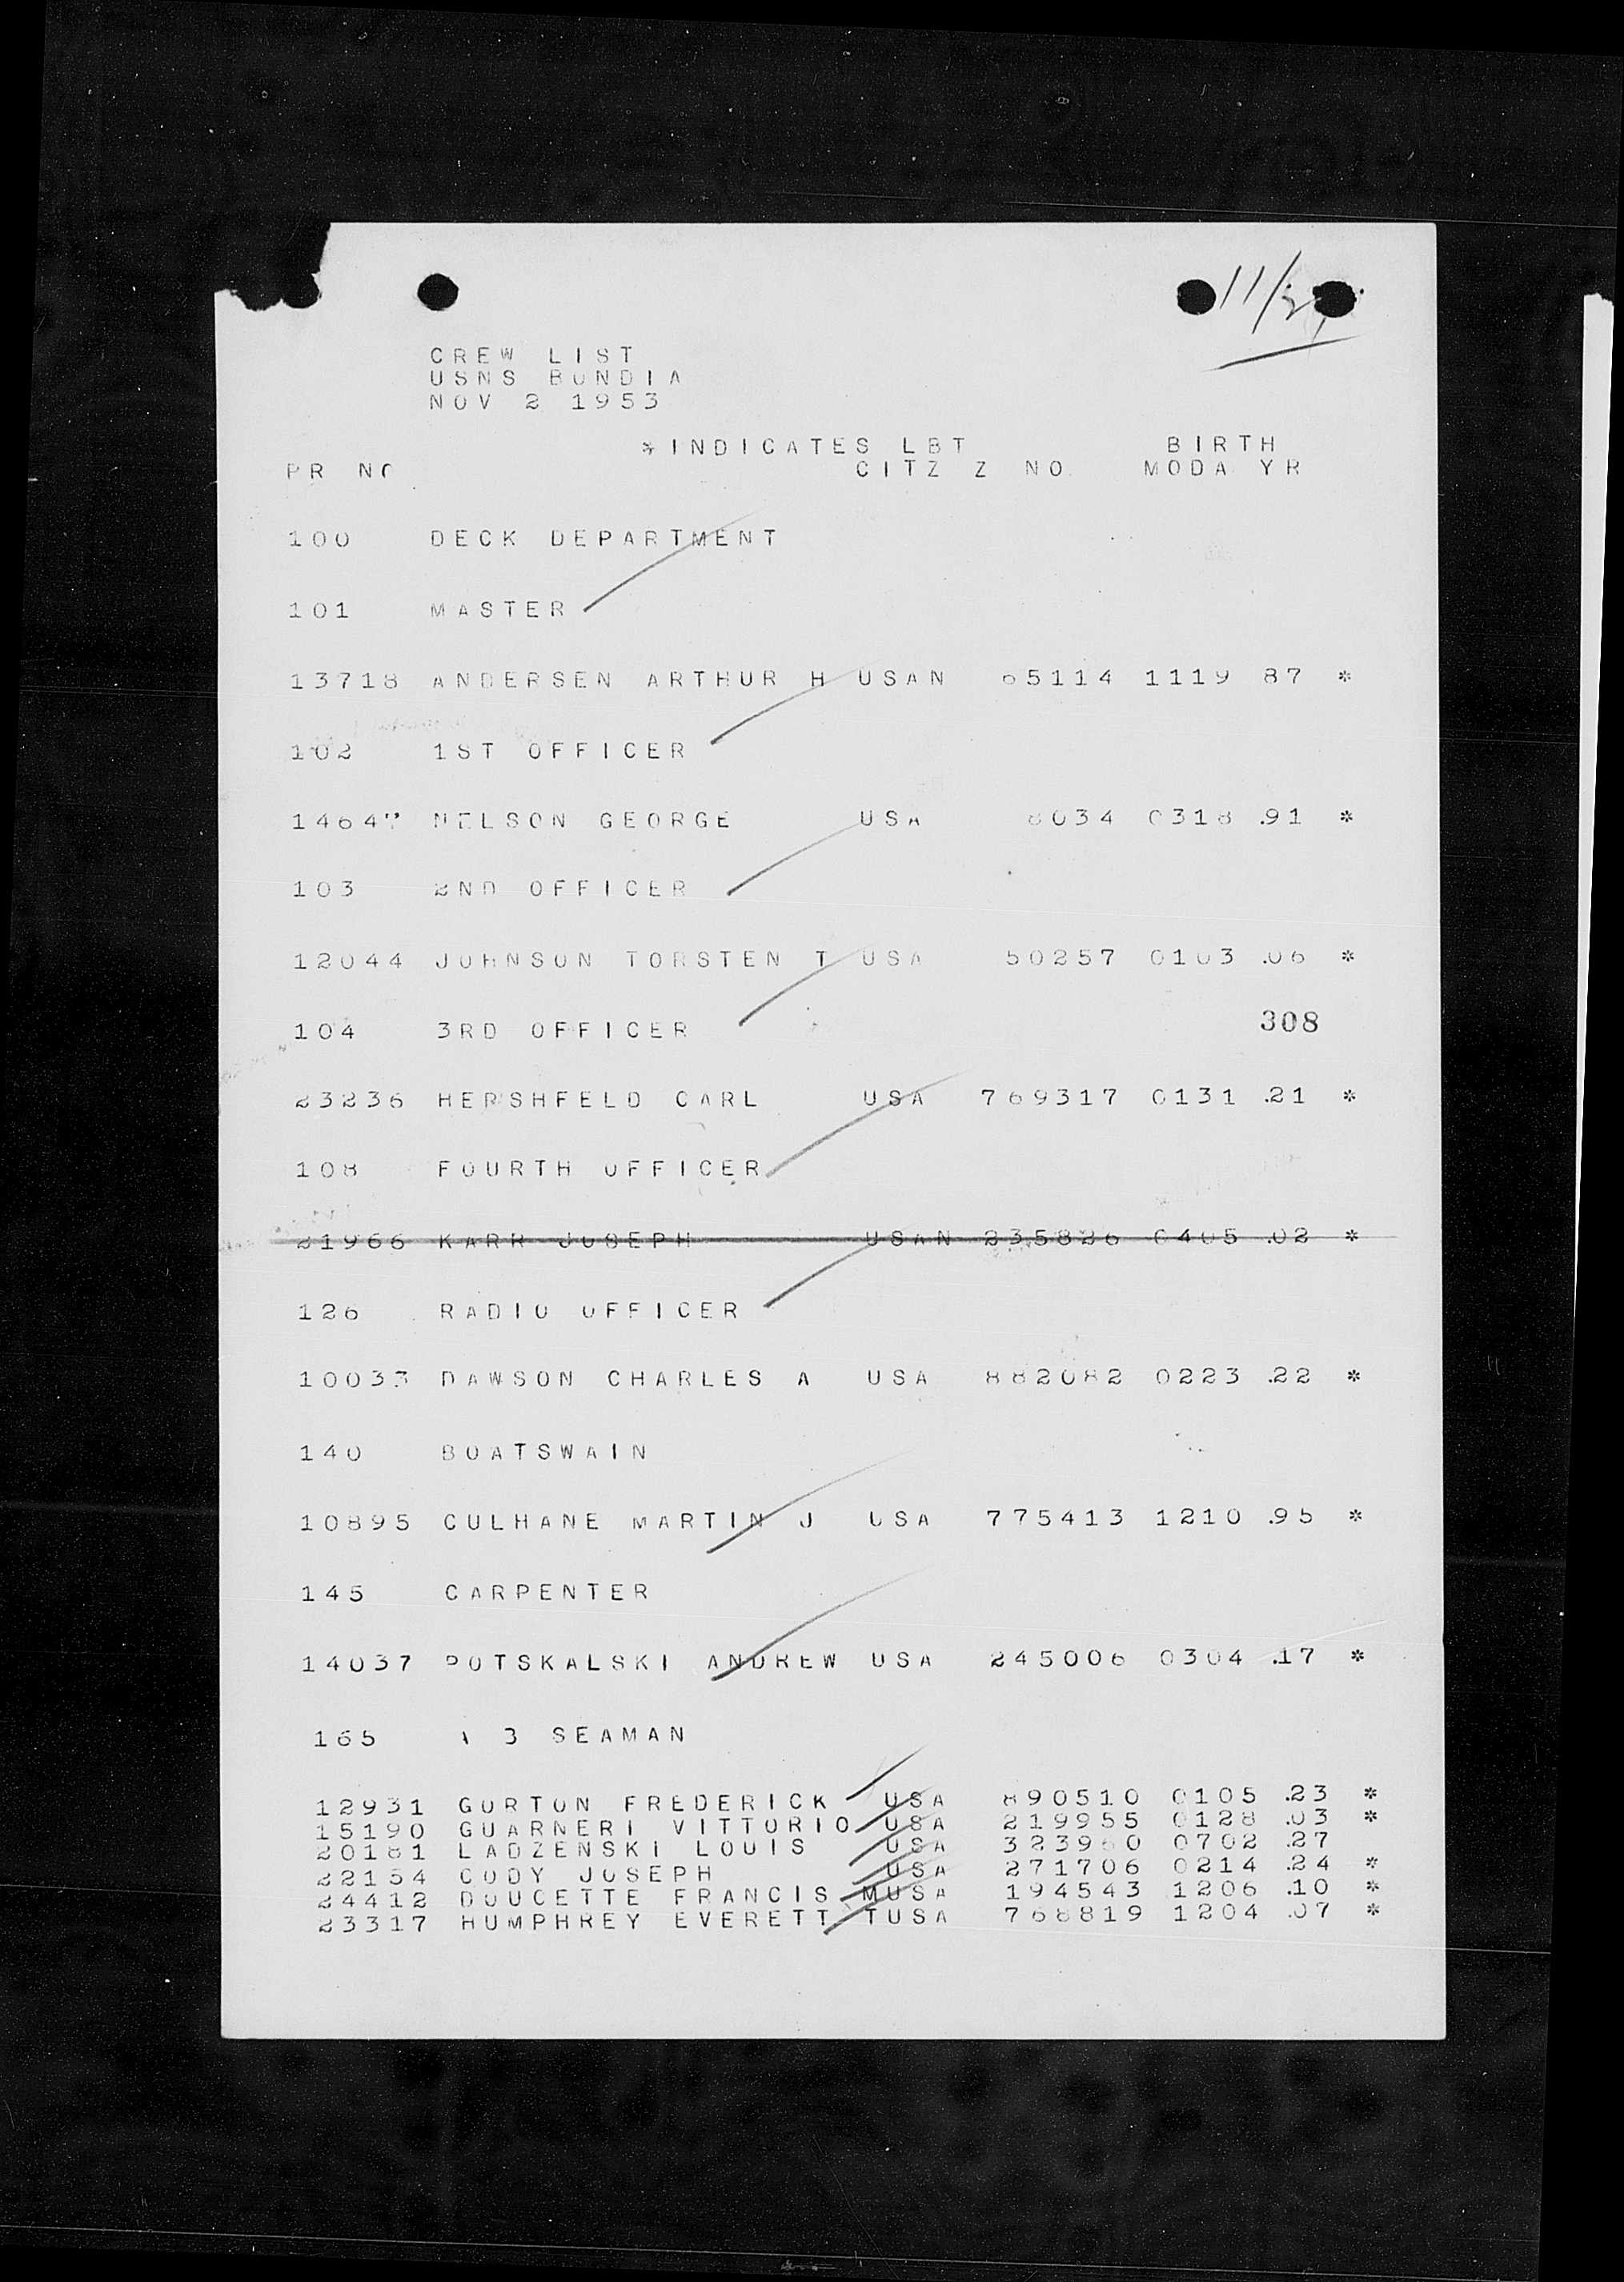 11/2
CREW LIST
USNS BONDIA
NOV 2 1953
*INDICATES LBT BIRTH
PR NO CITZ Z NO MODA YR
100 DECK DEPARTMENT
101 MASTER
13718 ANDERSEN ARTHUR H USAN 65114 1119 87 *
102 1ST OFFICER
14647 NELSON GEORGE USA 8034 0318 .91 *
103 2ND OFFICER
12044 JOHNSON TORSTEN T USA 50257 0103 .06 *
104 3RD OFFICER 308
23236 HERSHFELD CARL USA 769317 0131 .21 *
108 FOURTH OFFICER
21966 KARR JOSEPH USAN 235826 0405 .02 *
126 RADIO OFFICER
10033 DAWSON CHARLES A USA 882082 0223 .22 *
140 BOATSWAIN
10895 CULHANE MARTIN J USA 775413 1210 .95 *
145 CARPENTER
14037 POTSKALSKI ANDREW USA 245006 0304 .17 *
165 A B SEAMAN
12931 GORTON FREDERICK USA 890510 0105 .23 *
15190 GUARNERI VITTORIO USA 219955 0128 .03 *
20181 LADZENSKI LOUIS USA 0702 .27
22154 CODY JOSEPH USA 271706 0214 .24 *
24412 DOUCETTE FRANCIS MUSA 194543 1206 .10 *
23317 HUMPHREY EVERETT TUSA 768819 1204 .07 *